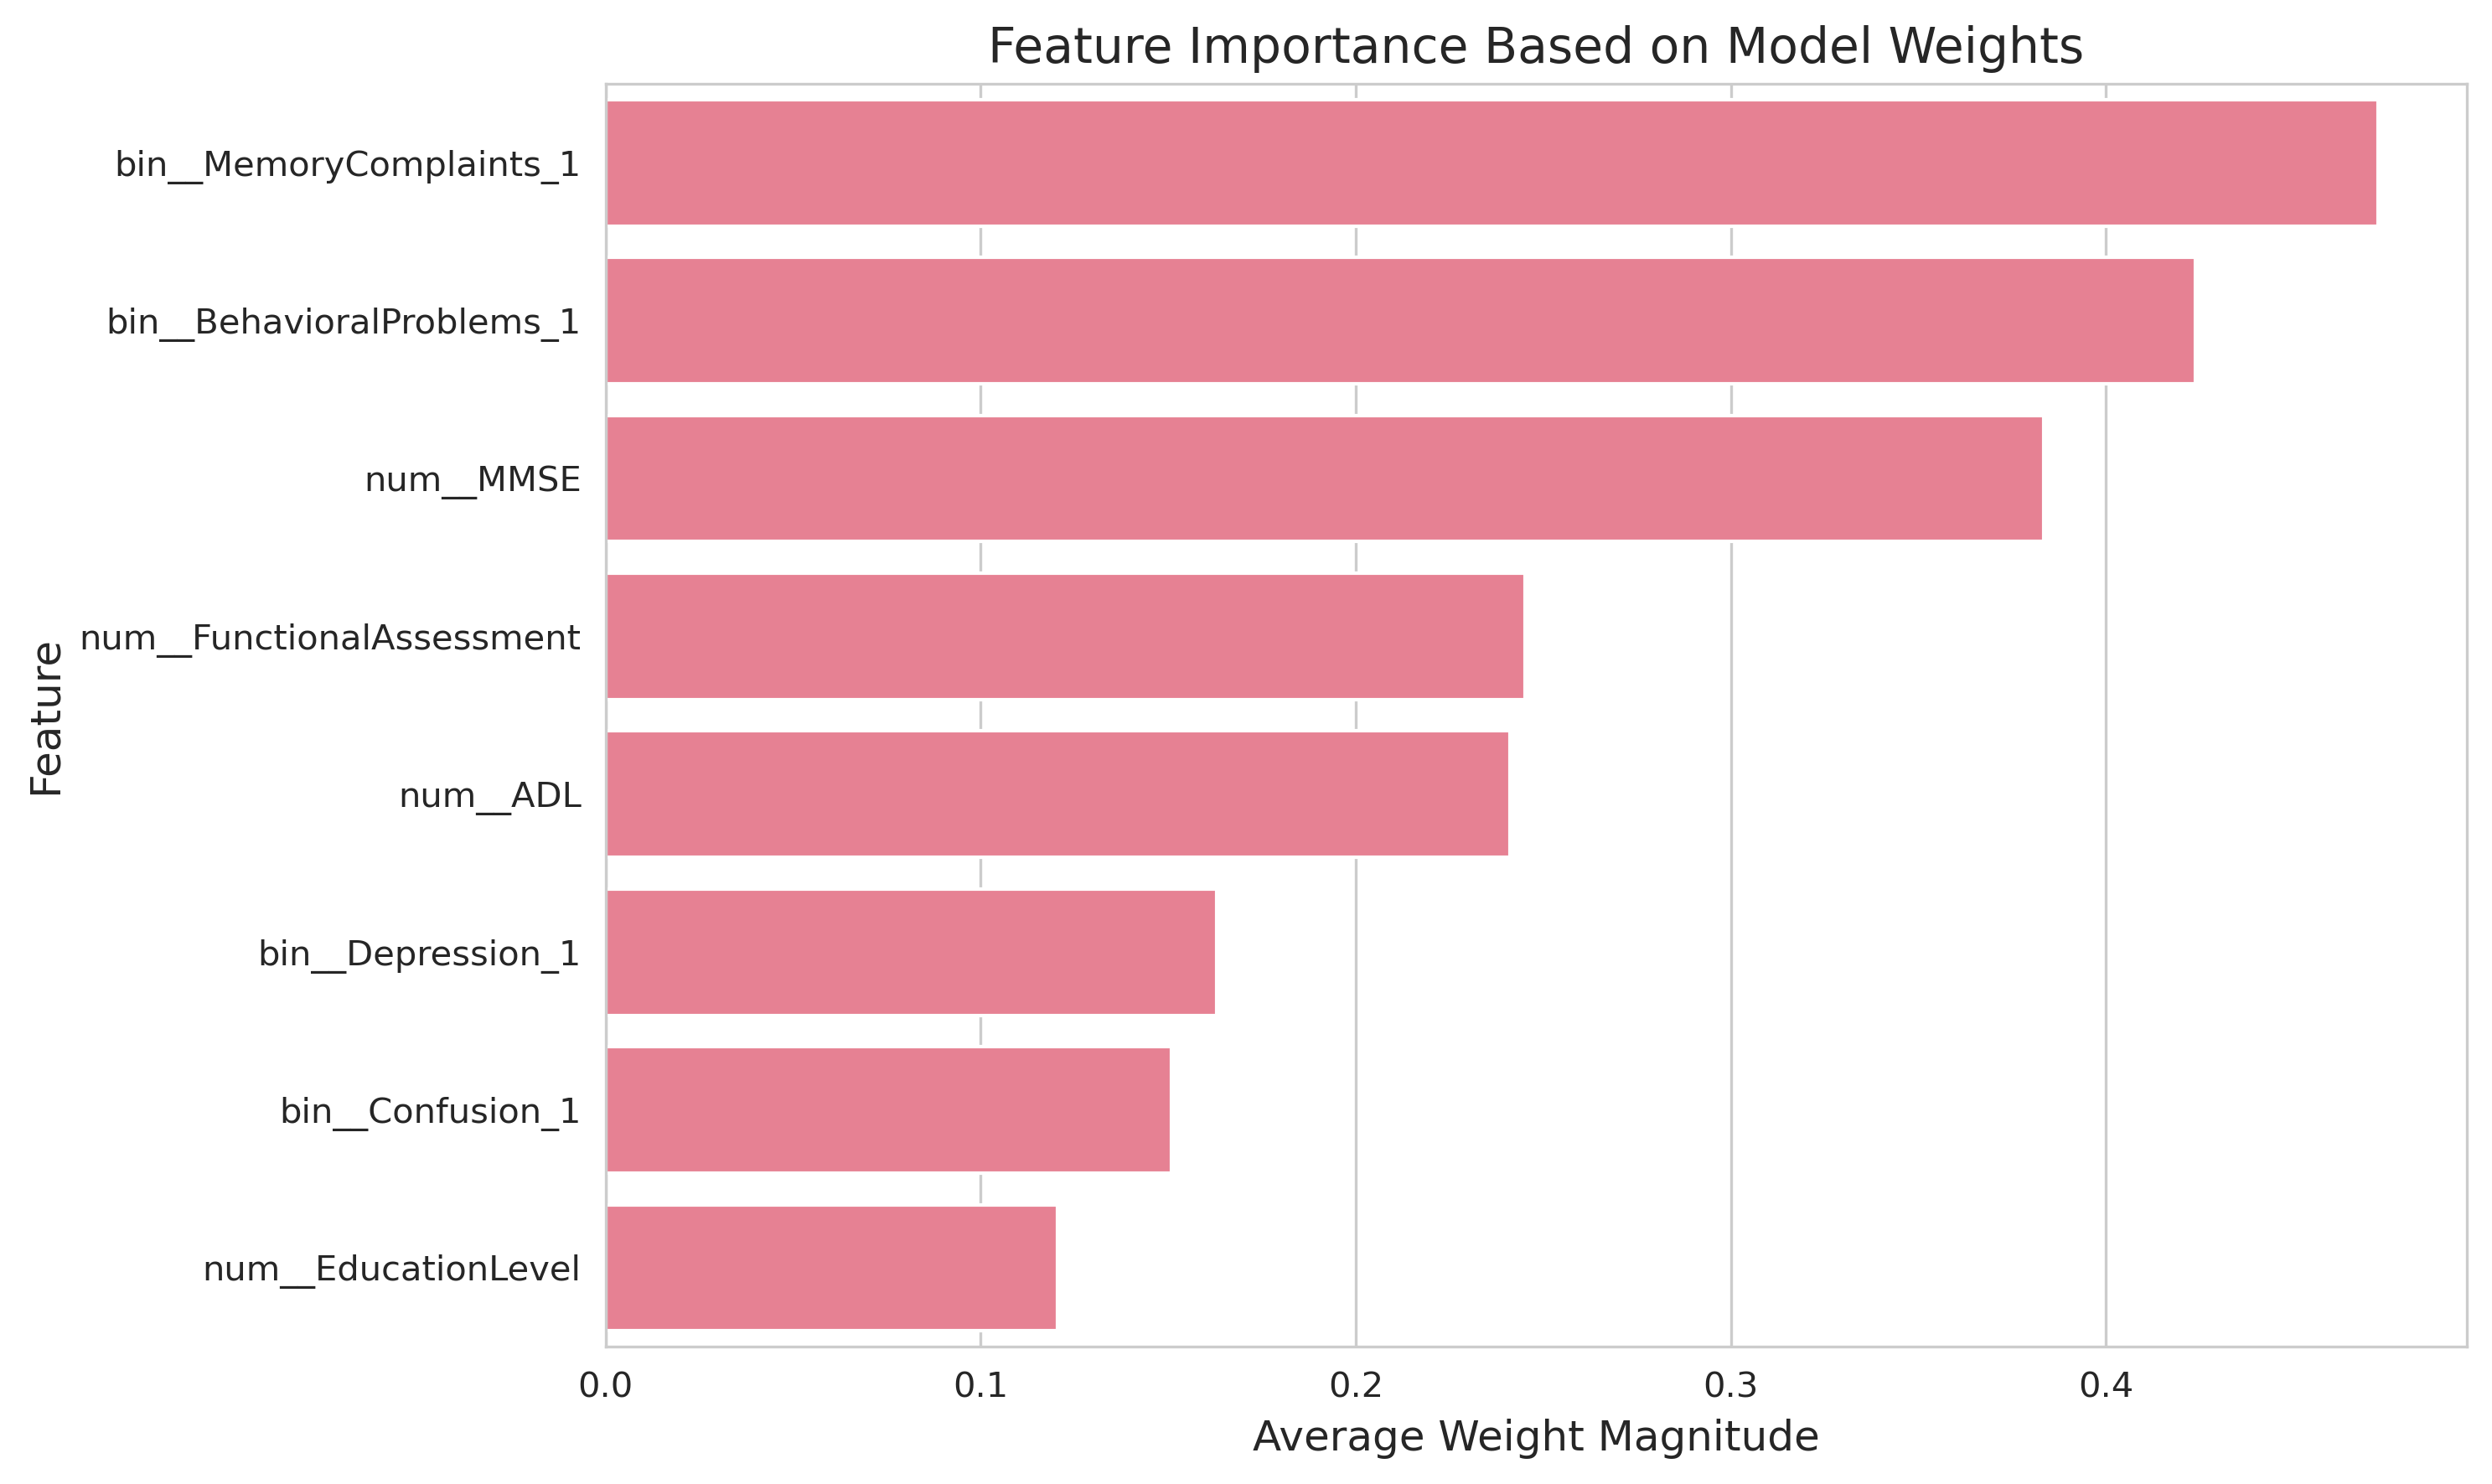 Feature Importance Based on Model Weights
bin__MemoryComplaints_1
bin__BehavioralProblems_1
num__MMSE
num__FunctionalAssessment
num__ADL
bin__Depression_1
bin__Confusion_1
num__EducationLevel
Feature
0.0 0.1 0.2 0.3 0.4
Average Weight Magnitude